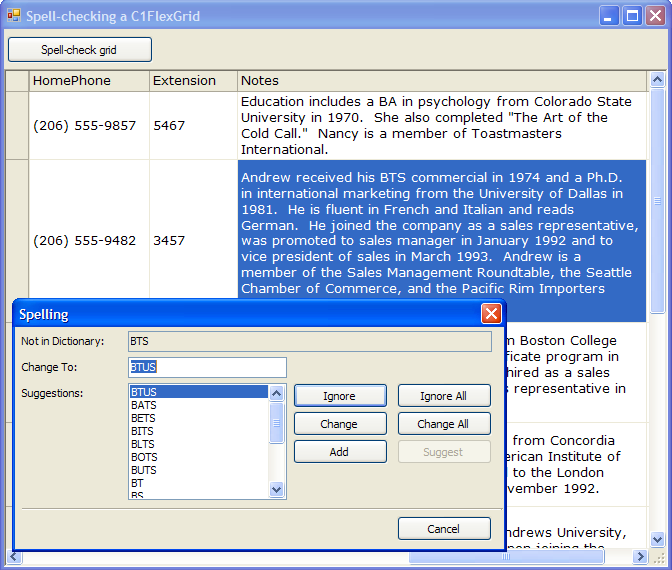 Spell-checking a C1FlexGrid
Spell-check grid
HomePhone Extension Notes
(206) 555-9857 5467
Education includes a BA in psychology from Colorado State
University in 1970. She also completed "The Art of the
Cold Call." Nancy is a member of Toastmasters
International.
(206) 555-9482 3457
Andrew received his BTS commercial in 1974 and a Ph.D.
in international marketing from the University of Dallas in
1981. He is fluent in French and Italian and reads
German. He joined the company as a sales representative,
was promoted to sales manager in January 1992 and to
vice president of sales in March 1993. Andrew is a
member of the Sales Management Roundtable, the Seattle
Chamber of Commerce, and the Pacific Rim Importers
Spelling
Not in Dictionary: BTS
Change To: BTUS
Suggestions:
BTUS
BATS
BETS
BITS
BLTS
BOTS
BUTS
BT
BS
Ignore Ignore All
Change Change All
Add Suggest
Cancel
Boston College
program in
hired as a sales
representative in
from Concordia
Institute of
to the London
1992.
University,
joining the